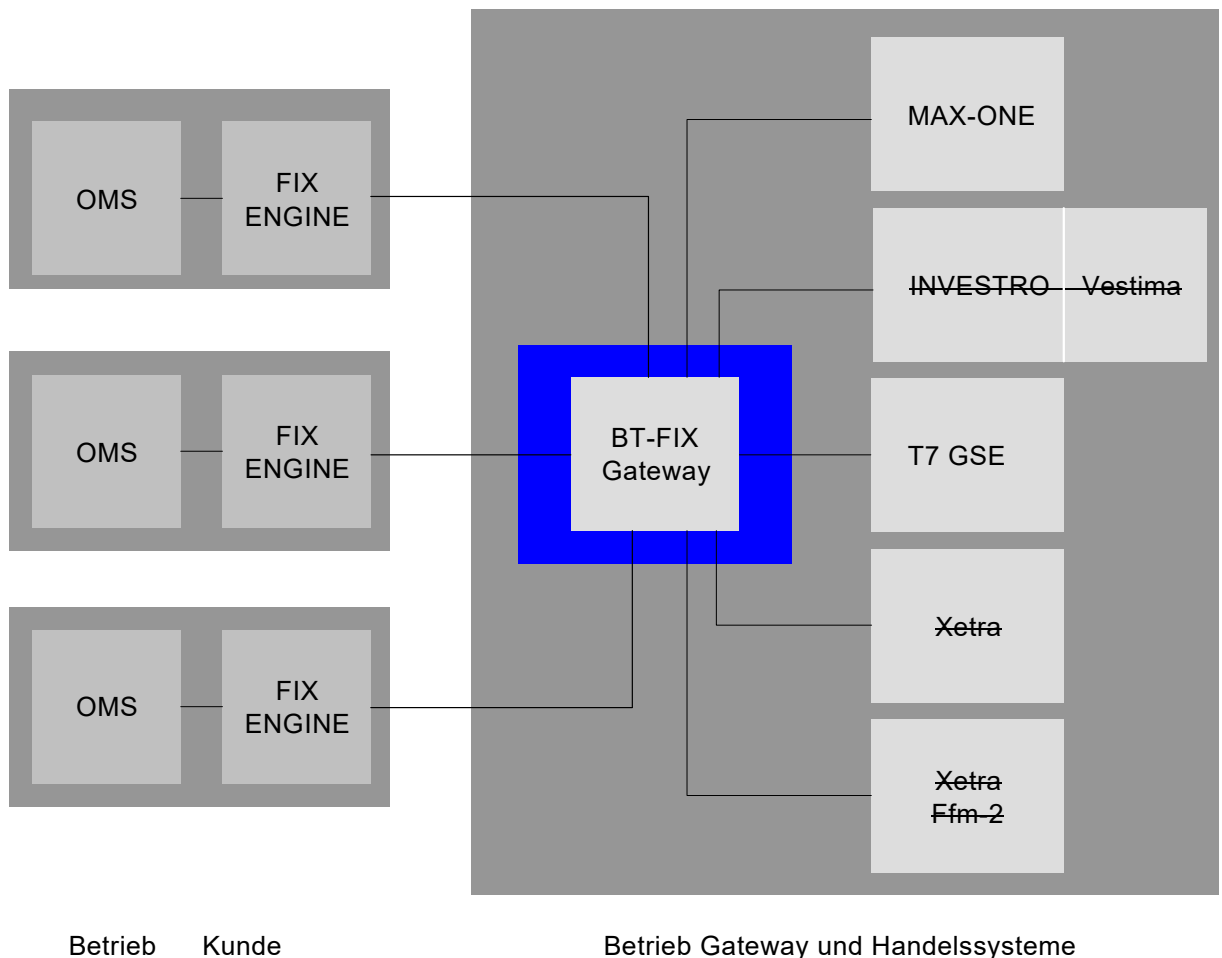 MAX-ONE
OMS
FIX
ENGINE
INVESTRO
Vestima
OMS
FIX
ENGINE
BT-FIX
Gateway
T7 GSE
Xetra
OMS
FIX
ENGINE
Xetra
Ffm-2
Betrieb Kunde
Betrieb Gateway und Handelssysteme